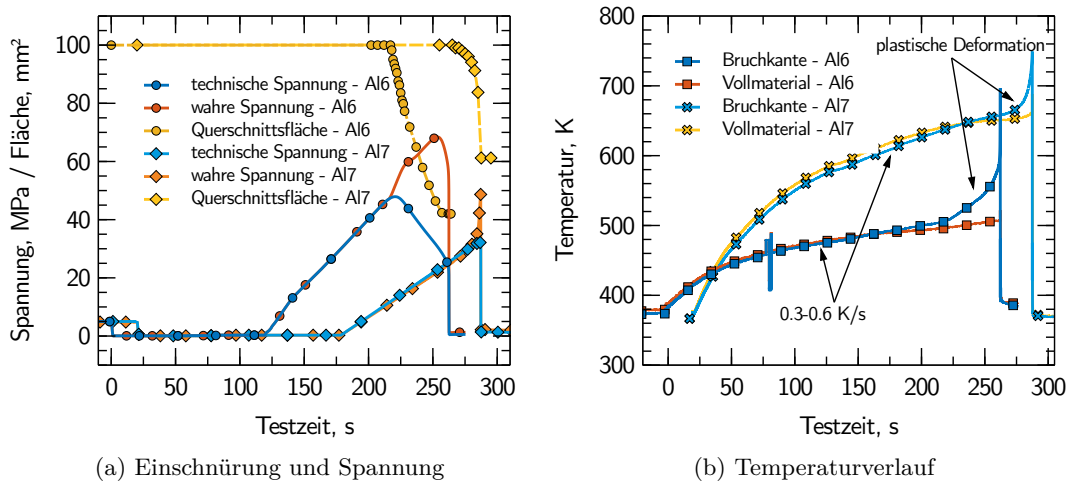 100
80
60
40
20
0
0
50
100
150
200
250
300
Spannung, MPa / Fläche, mm²
Testzeit, s
technische Spannung - Al6
wahre Spannung - Al6
Querschnittsfläche - Al6
technische Spannung - Al7
wahre Spannung - Al7
Querschnittsfläche - Al7
(a) Einschnürung und Spannung
800
700
600
500
400
300
0
50
100
150
200
250
300
Temperatur, K
Testzeit, s
plastische Deformation
Bruchkante - Al6
Vollmaterial - Al6
Bruchkante - Al7
Vollmaterial - Al7
0.3-0.6 K/s
(b) Temperaturverlauf